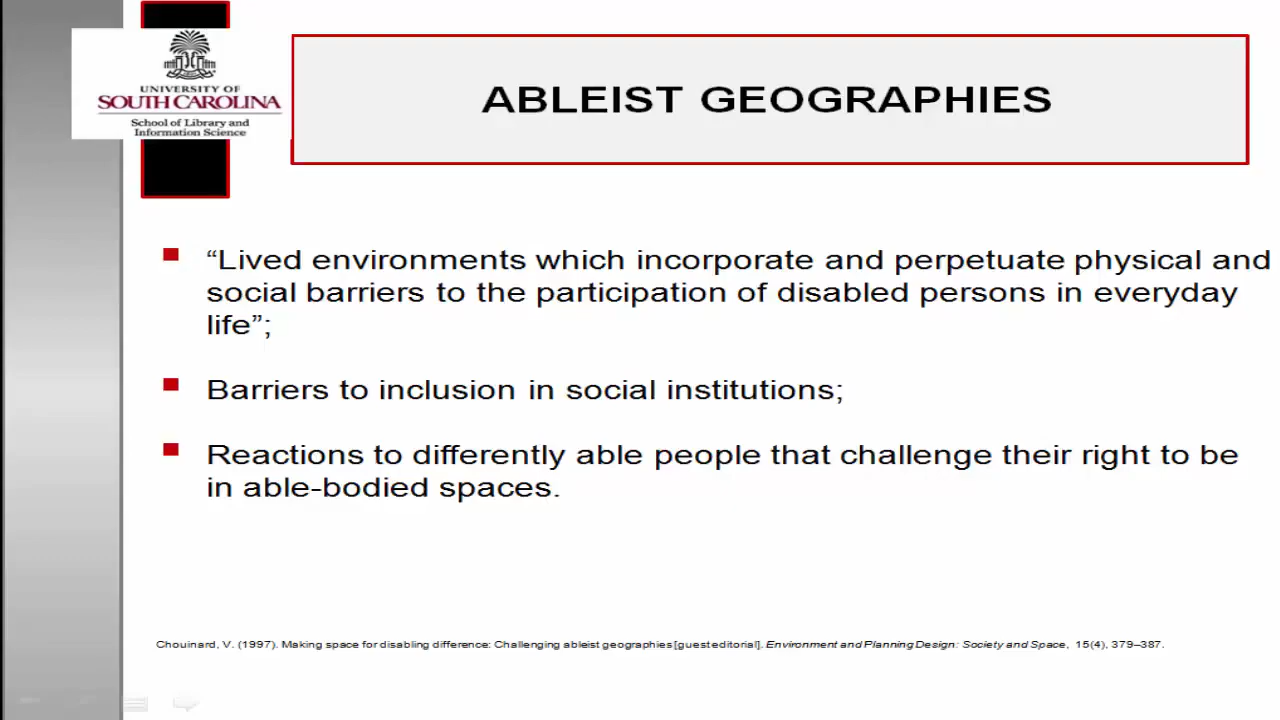 UNIVERSITY OF
SOUTH CAROLINA
School of Library and
Information Science
ABLEIST GEOGRAPHIES
“Lived environments which incorporate and perpetuate physical and
social barriers to the participation of disabled persons in everyday
life”;
Barriers to inclusion in social institutions;
Reactions to differently able people that challenge their right to be
in able-bodied spaces.
Chouinard, V. (1997). Making space for disabling difference: Challenging ableist geographies [guest editorial]. Environment and Planning Design: Society and Space, 15(4), 379–387.